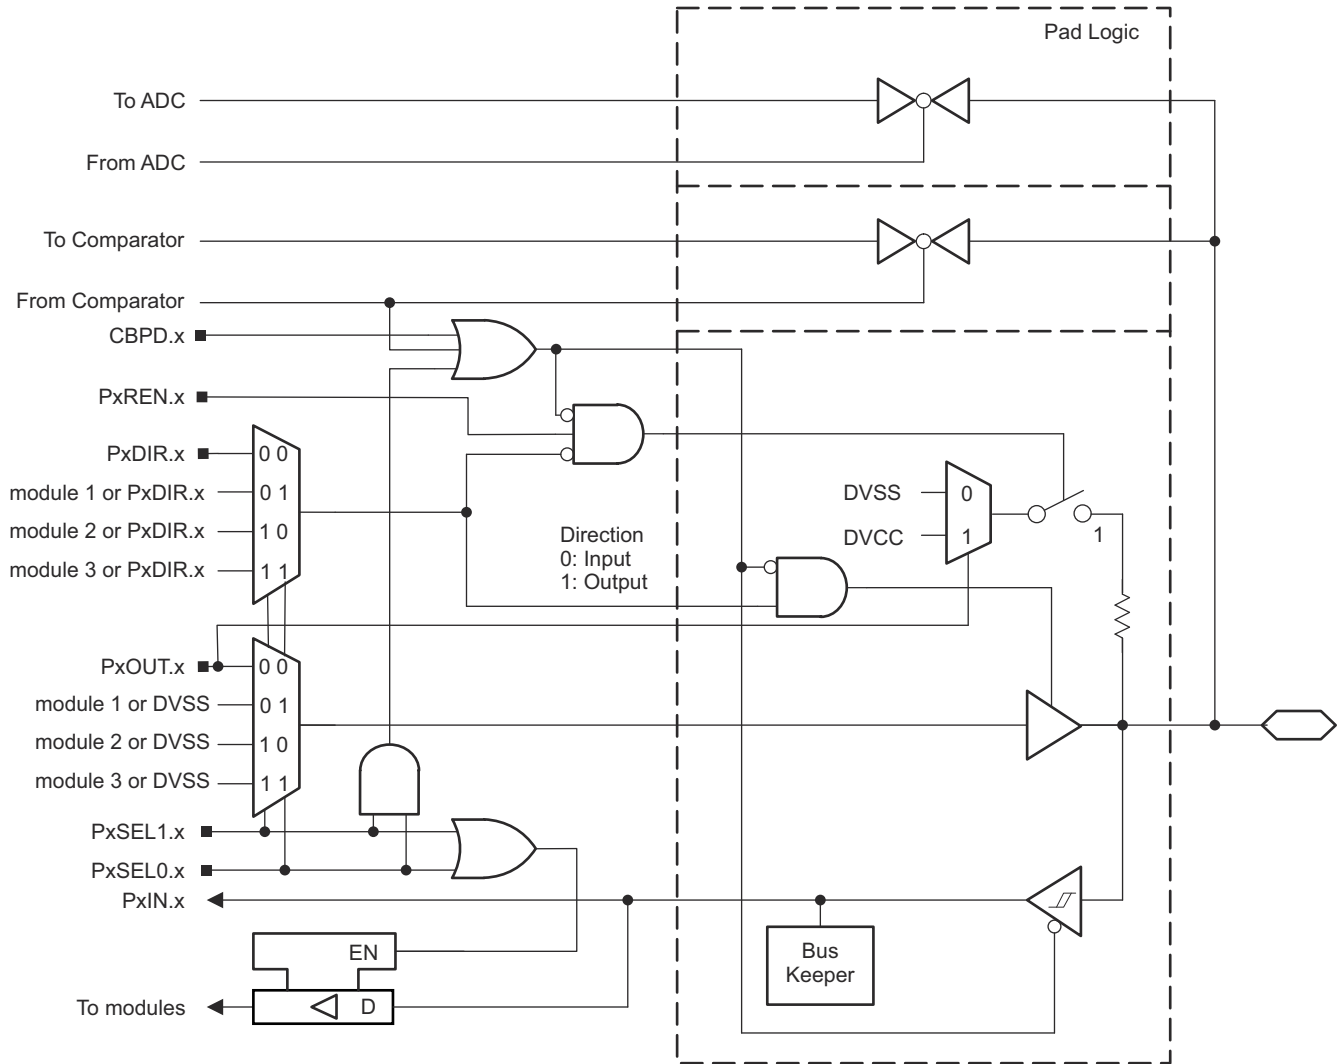 Pad Logic
To ADC
From ADC
To Comparator
From Comparator
CBPD.x
PxREN.x
PxDIR.x
0 0
module 1 or PxDIR.x
0 1
module 2 or PxDIR.x
1 0
module 3 or PxDIR.x
1 1
Direction
0: Input
1: Output
DVSS
0
DVCC
1
1
PxOUT.x
0 0
module 1 or DVSS
0 1
module 2 or DVSS
1 0
module 3 or DVSS
1 1
PxSEL1.x
PxSEL0.x
PxIN.x
Bus
Keeper
EN
To modules
D